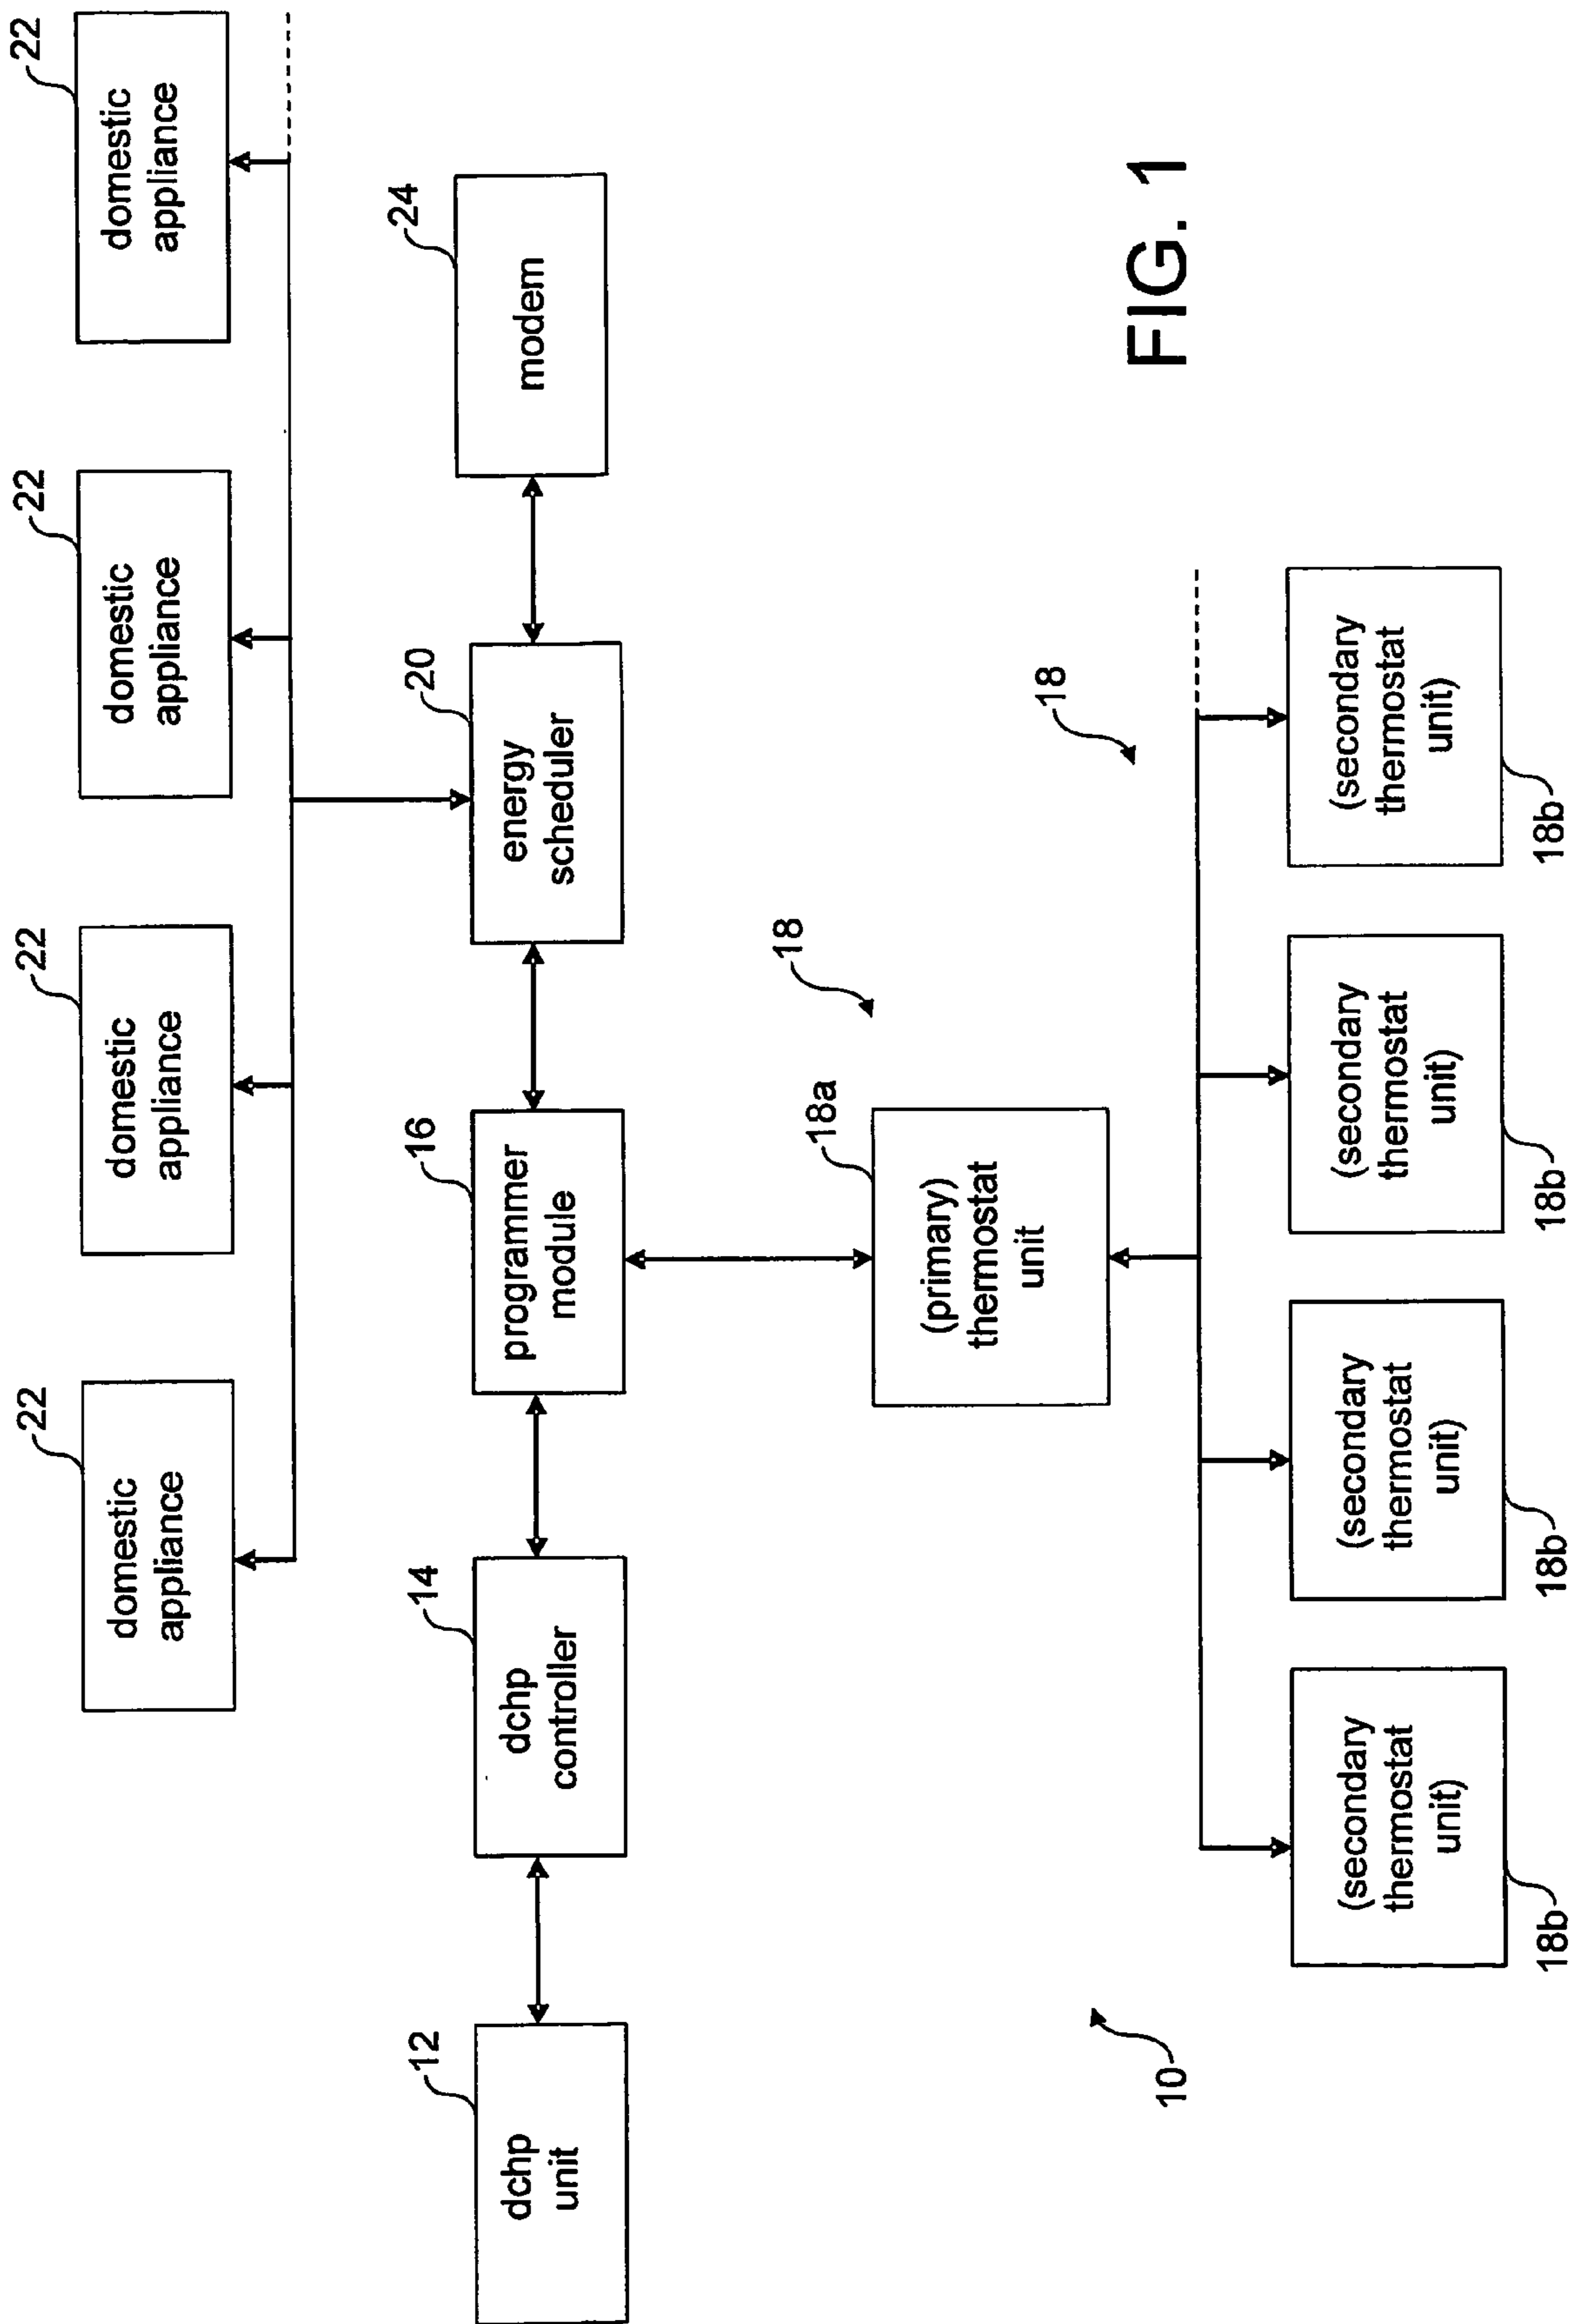 22
domestic
appliance
22
domestic
appliance
22
domestic
appliance
22
domestic
appliance
12
dchp
unit
14
dchp
controller
16
programmer
module
20
energy
scheduler
24
modem
18a
(primary)
thermostat
unit
18
18
10
(secondary
thermostat
unit)
18b
(secondary
thermostat
unit)
18b
(secondary
thermostat
unit)
18b
(secondary
thermostat
unit)
18b
FIG. 1